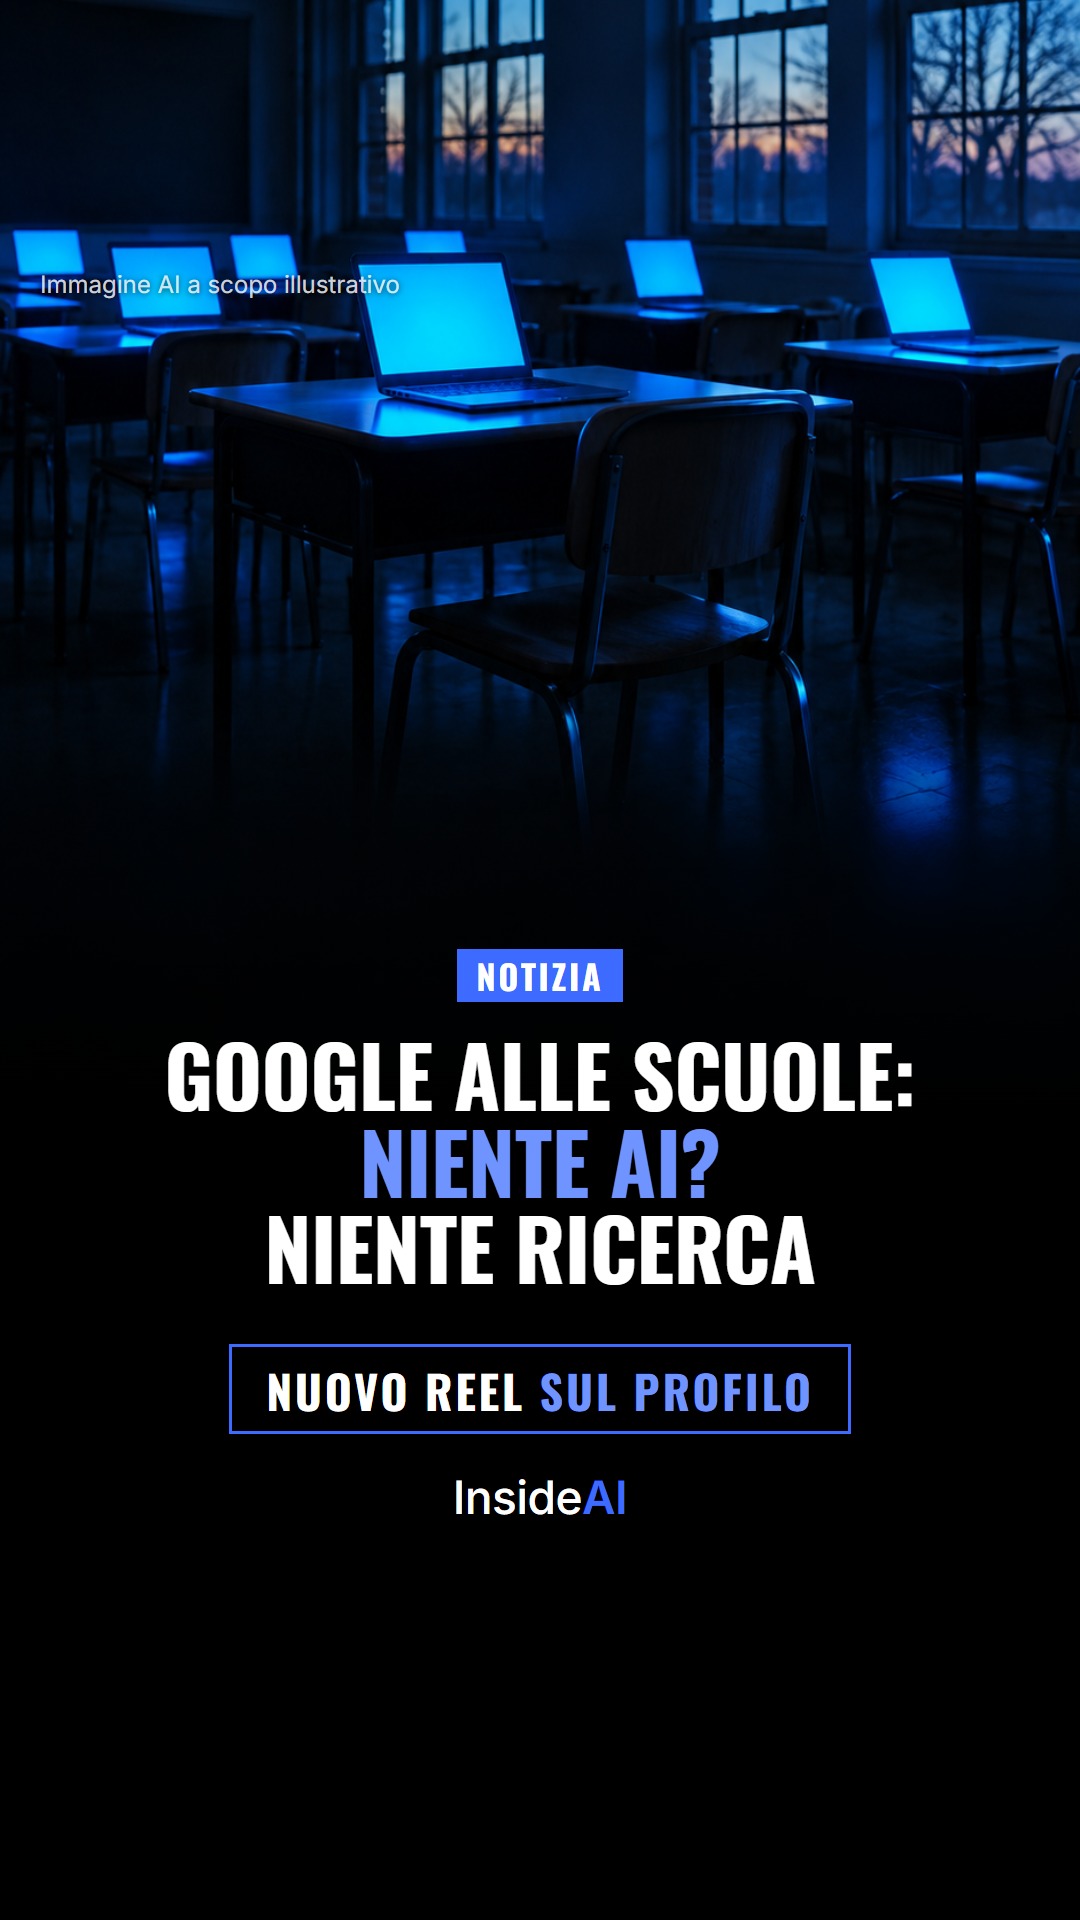 Immagine AI a scopo illustrativo
NOTIZIA
GOOGLE ALLE SCUOLE:
NIENTE AI?
NIENTE RICERCA
NUOVO REEL SUL PROFILO
InsideAI